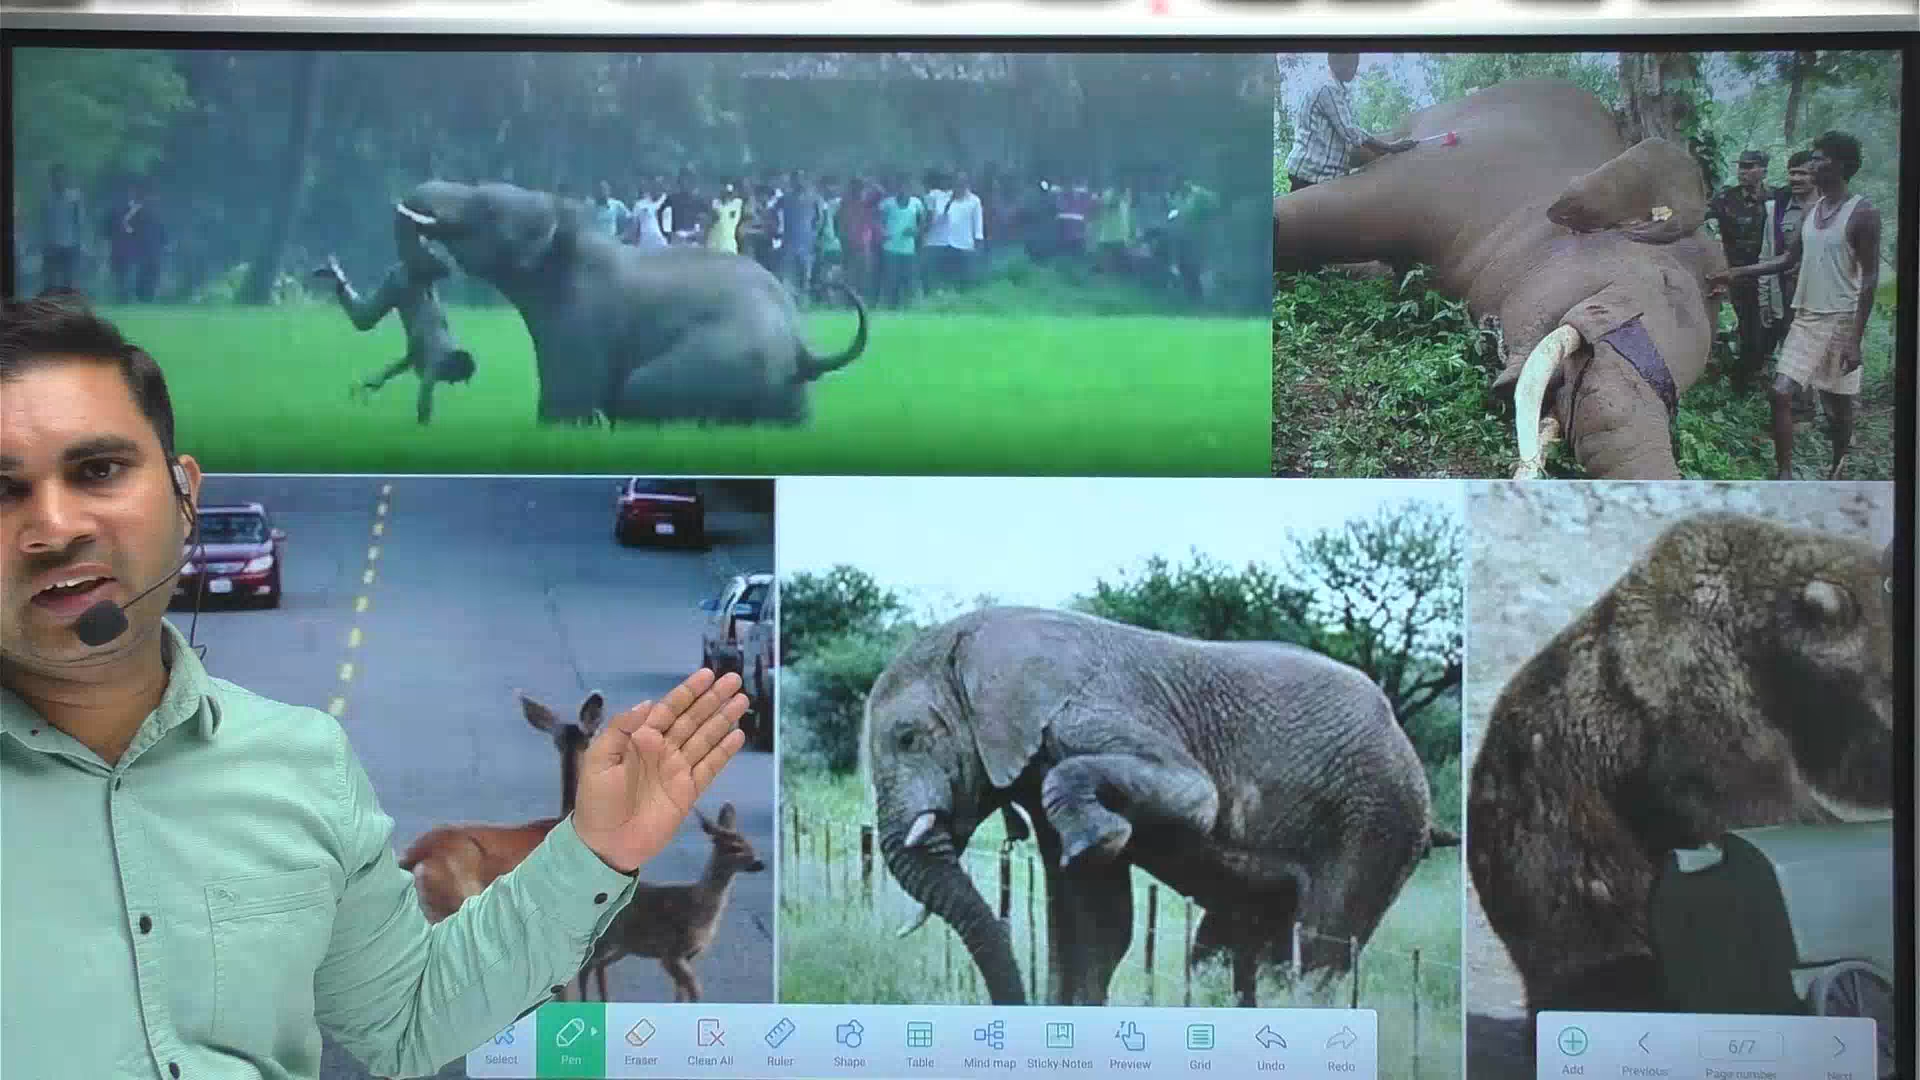 Select
Pen
Eraser
Clean All
Ruler
Shape
Table
Mind map
Sticky-Notes
Preview
Grid
Undo
Redo
Add
Previous
6/7
Page number
Next